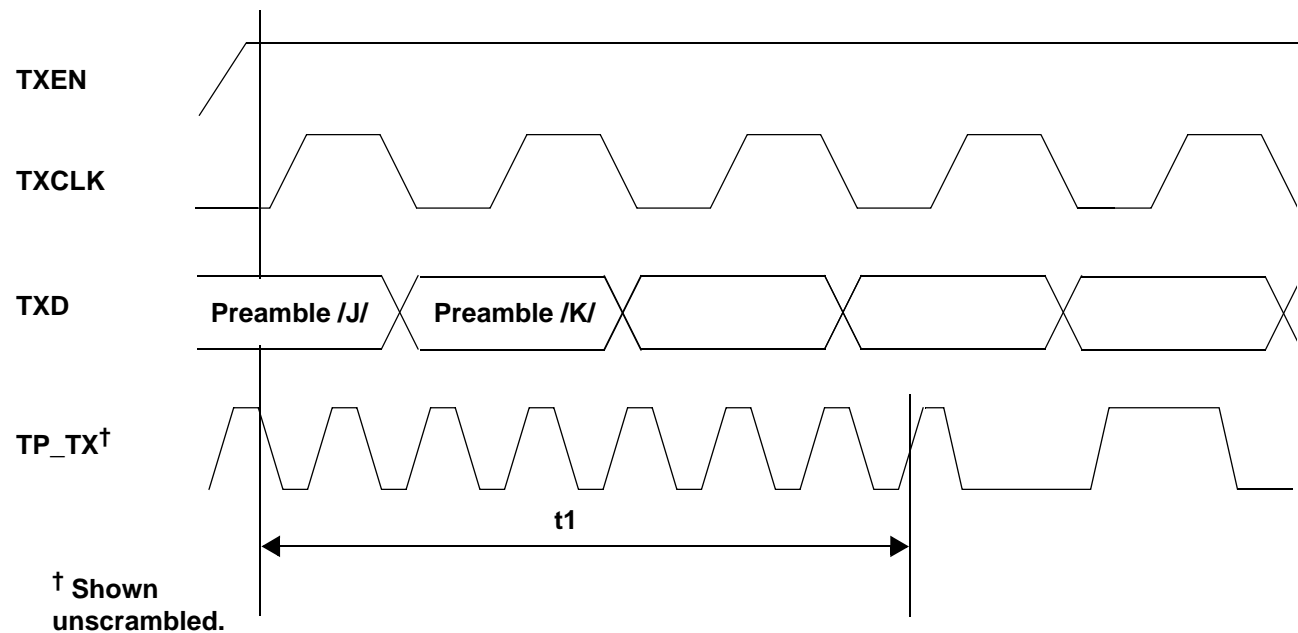 TXEN
TXCLK
TXD
Preamble /J/
Preamble /K/
TP_TX†
t1
† Shown
unscrambled.